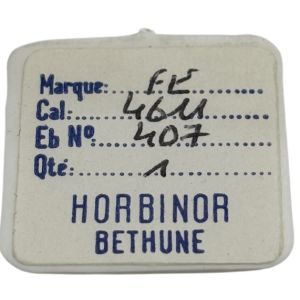 Marque: FE
Cal: 4611
Eb Nº: 407
Qté: 1
HORBINOR
BETHUNE